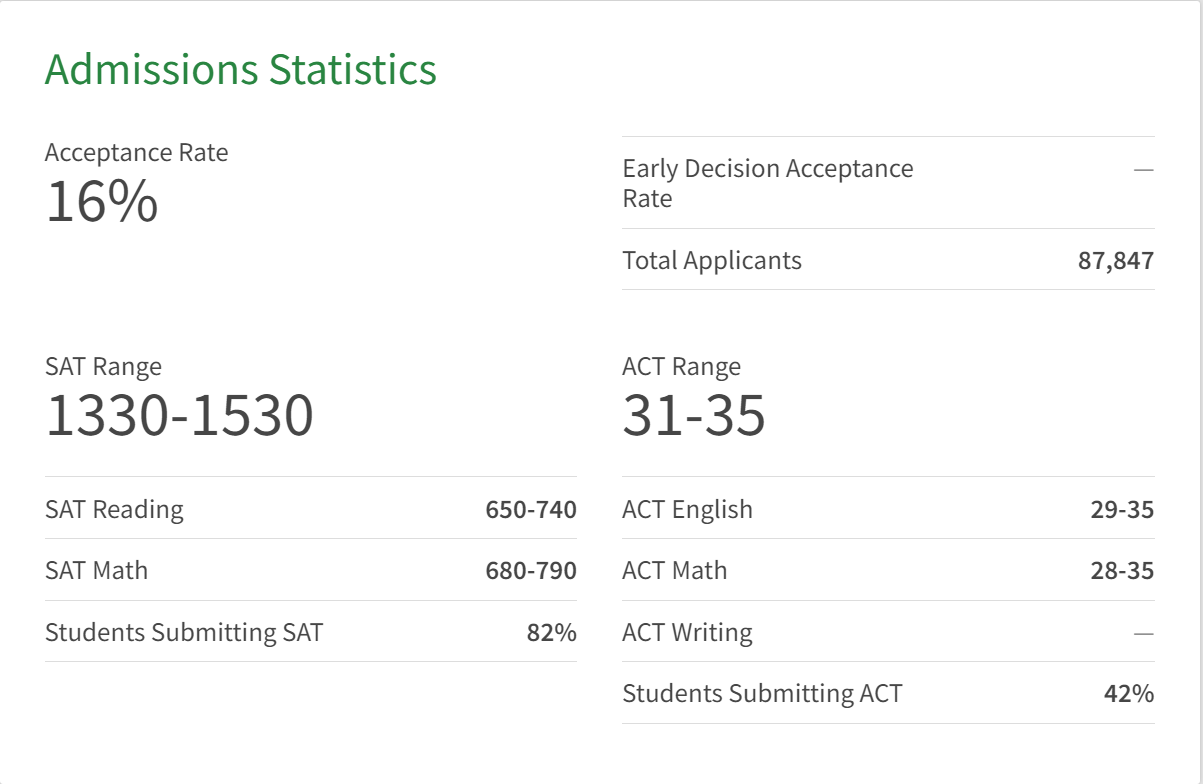 Admissions Statistics
Acceptance Rate
16%
Early Decision Acceptance
Rate
—
Total Applicants 87,847
SAT Range
1330-1530
SAT Reading 650-740
SAT Math 680-790
Students Submitting SAT 82%
ACT Range
31-35
ACT English 29-35
ACT Math 28-35
ACT Writing —
Students Submitting ACT 42%